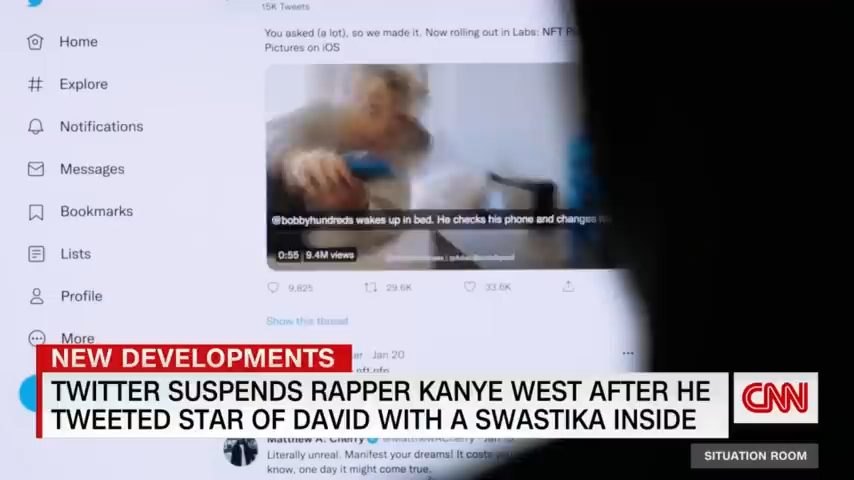 15K Tweets
You asked (a lot), so we made it. Now rolling out in Labs: NFT
Pictures on iOS
Home
Explore
Notifications
Messages
Bookmarks
Lists
Profile
More
@bobbyhundreds wakes up in bed. He checks his phone and changes
0:55 9.4M views
9,825 29.6K 33.6K
Show this thread
Jan 20
NEW DEVELOPMENTS
TWITTER SUSPENDS RAPPER KANYE WEST AFTER HE
TWEETED STAR OF DAVID WITH A SWASTIKA INSIDE
CNN
SITUATION ROOM
Matthew A. Cherry
Literally unreal. Manifest your dreams! It costs
know, one day it might come true.